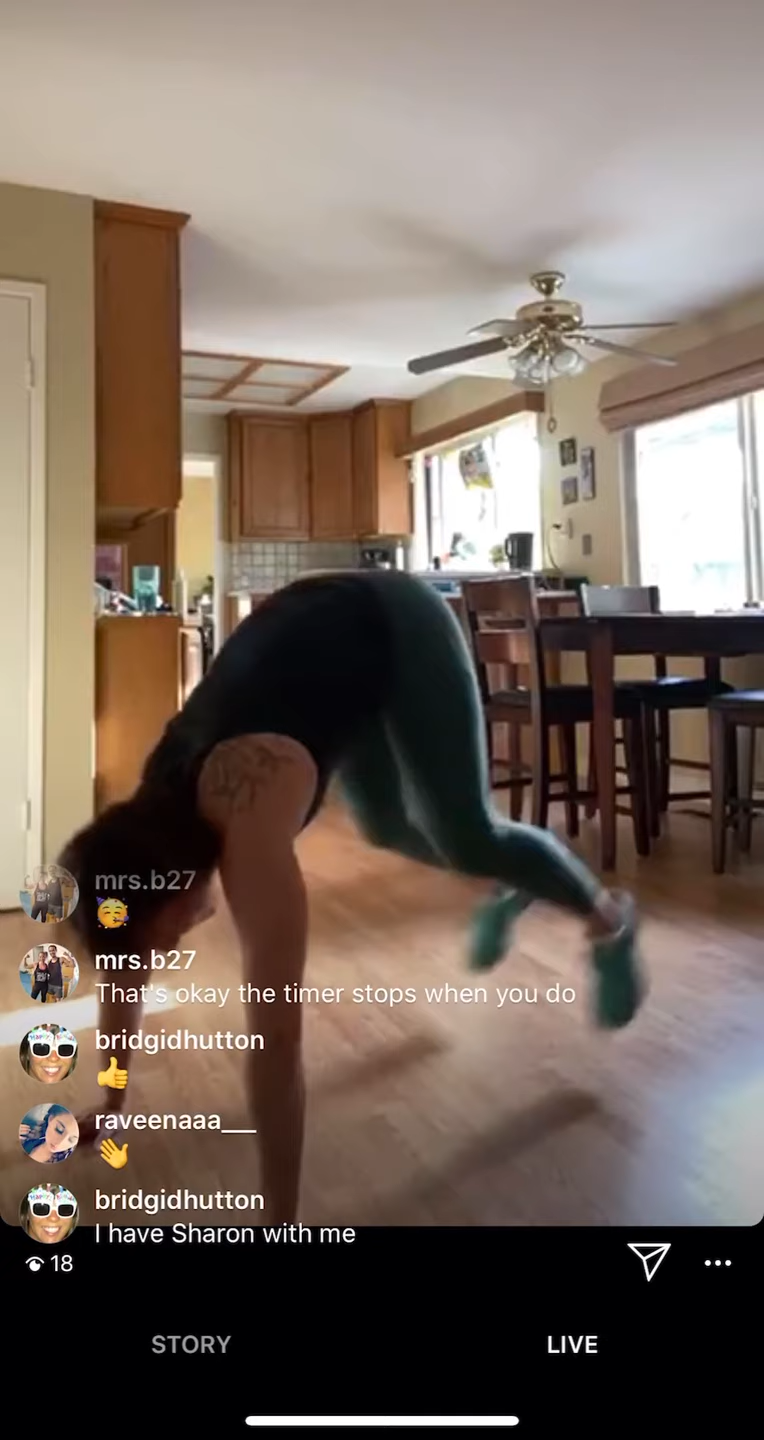 mrs.b27
🥳
mrs.b27
That's okay the timer stops when you do
bridgidhutton
👍
raveenaaa__
👋
bridgidhutton
I have Sharon with me
18
STORY
LIVE